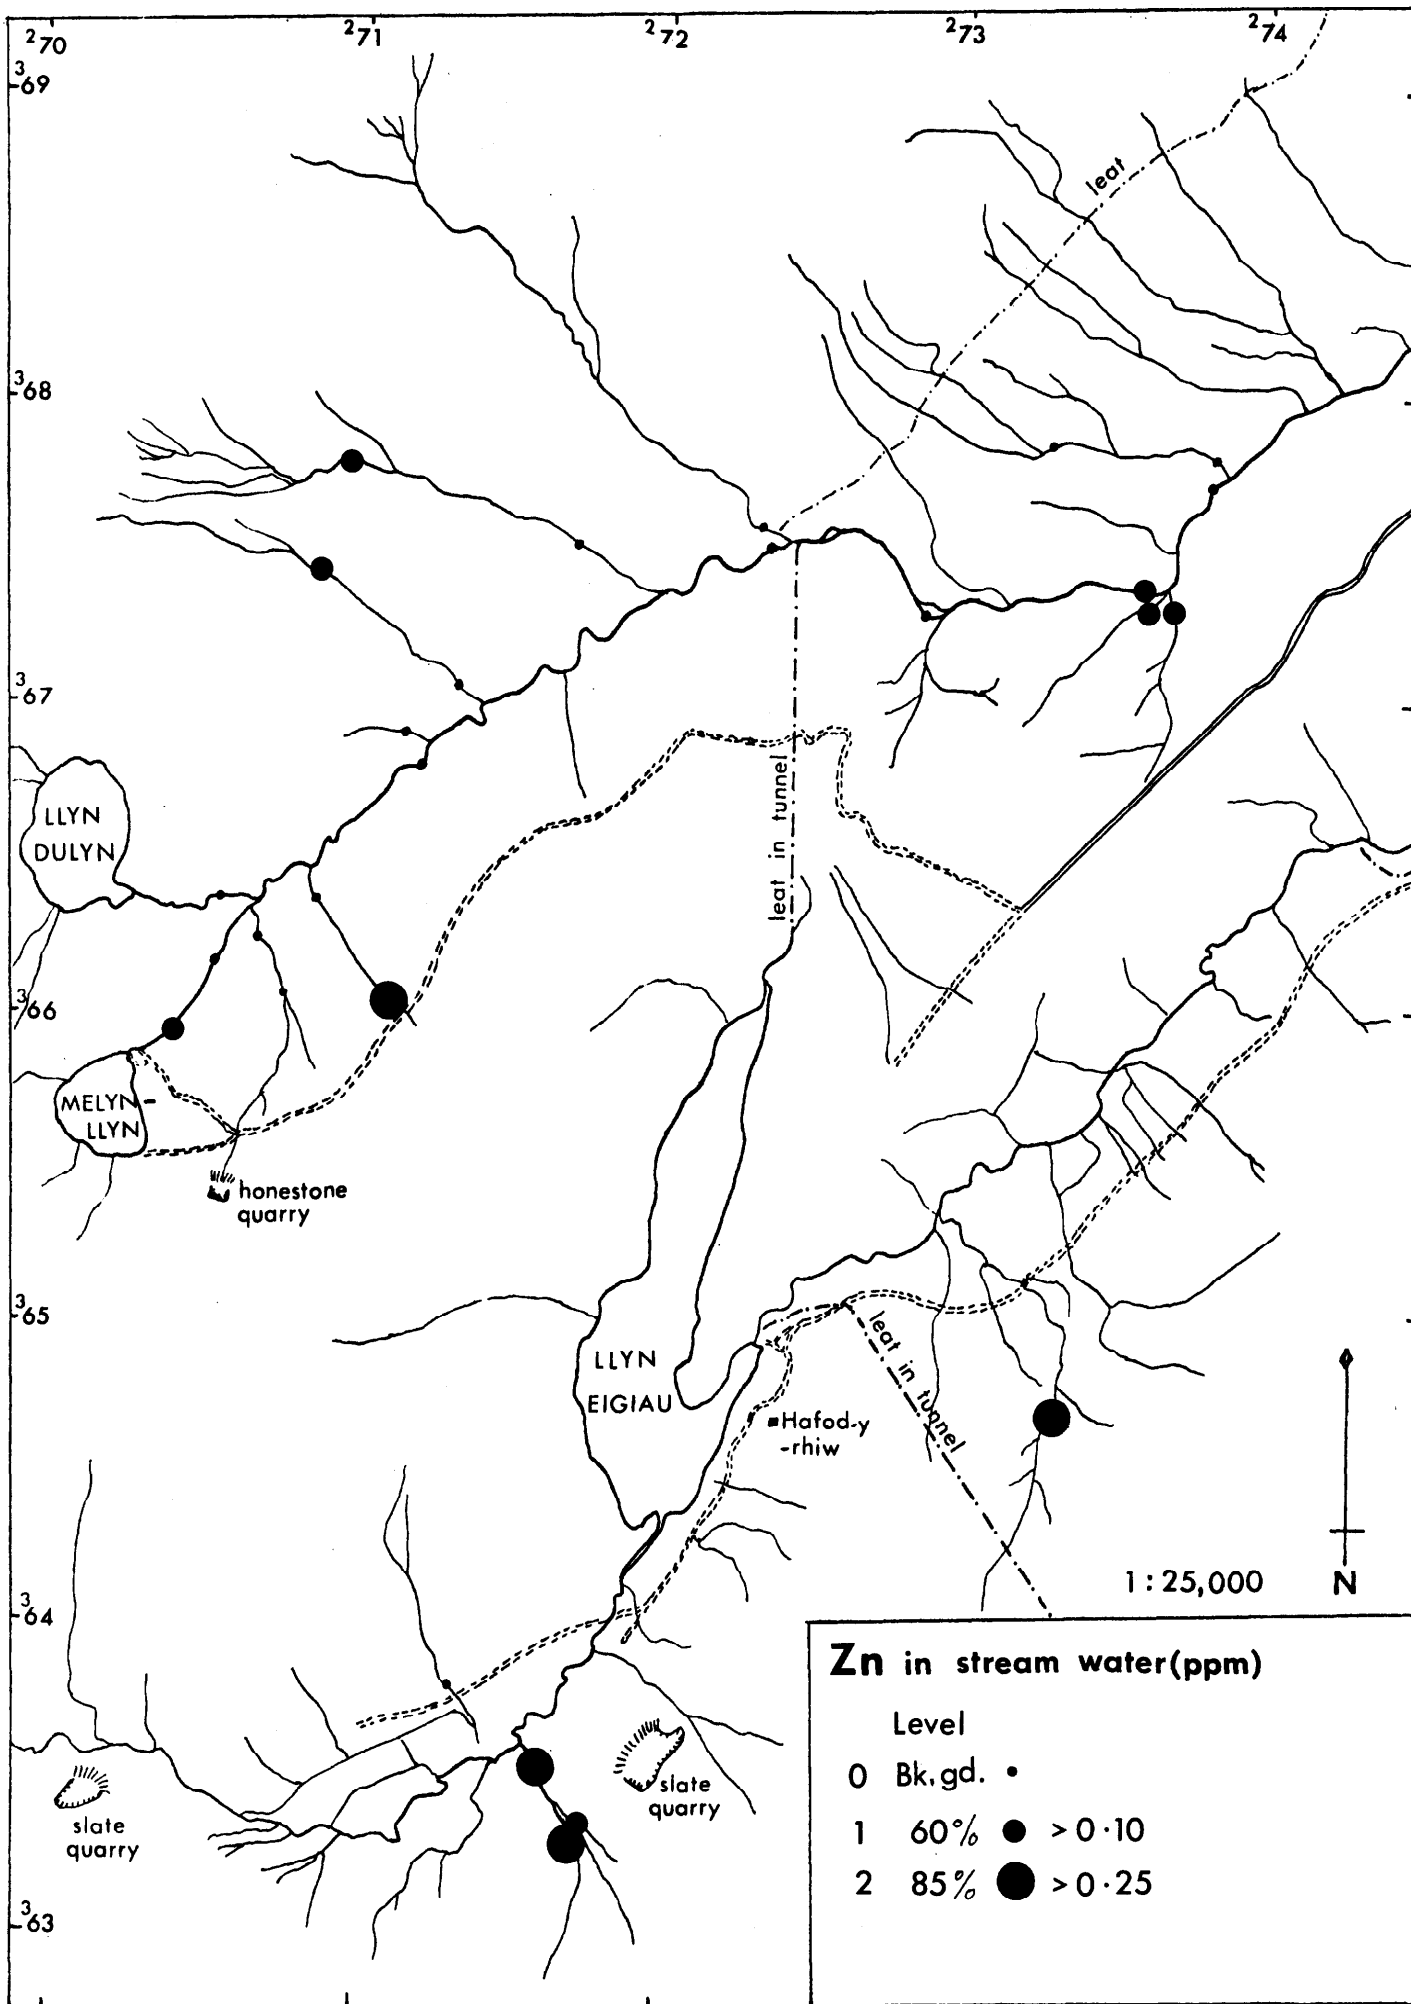 270
271
272
273
274
369
368
367
366
365
364
363
leat
leat in tunnel
LLYN
DULYN
MELYN-
LLYN
honestone
quarry
LLYN
EIGIAU
leat in tunnel
Hafod-y
-rhiw
slate
quarry
slate
quarry
1:25,000
N
Zn in stream water(ppm)
Level
0 Bk.gd.
1 60% >0·10
2 85% >0·25